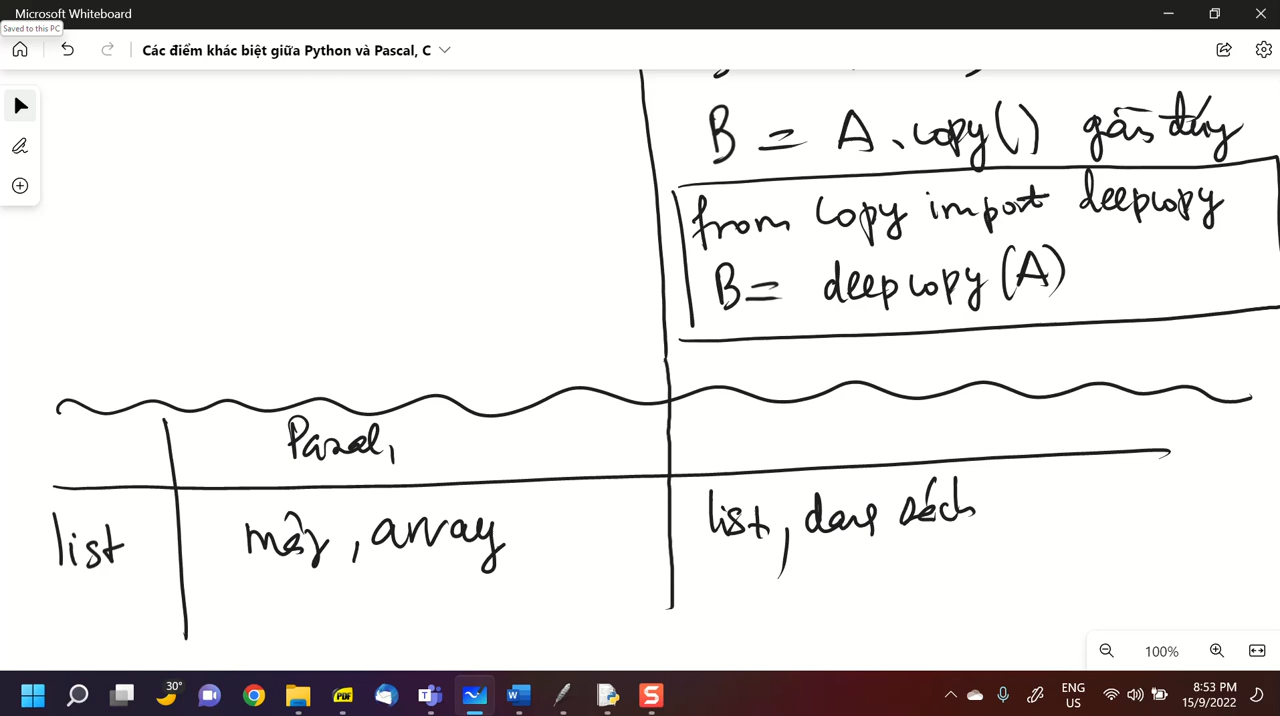 Microsoft Whiteboard
Saved to this PC
Các điểm khác biệt giữa Python và Pascal, C
B = A.copy() gần đúng
from copy import deepcopy
B = deepcopy(A)
Pascal,
list mảng, array list, danh sách
100%
30°
ENG
US
8:53 PM
15/9/2022